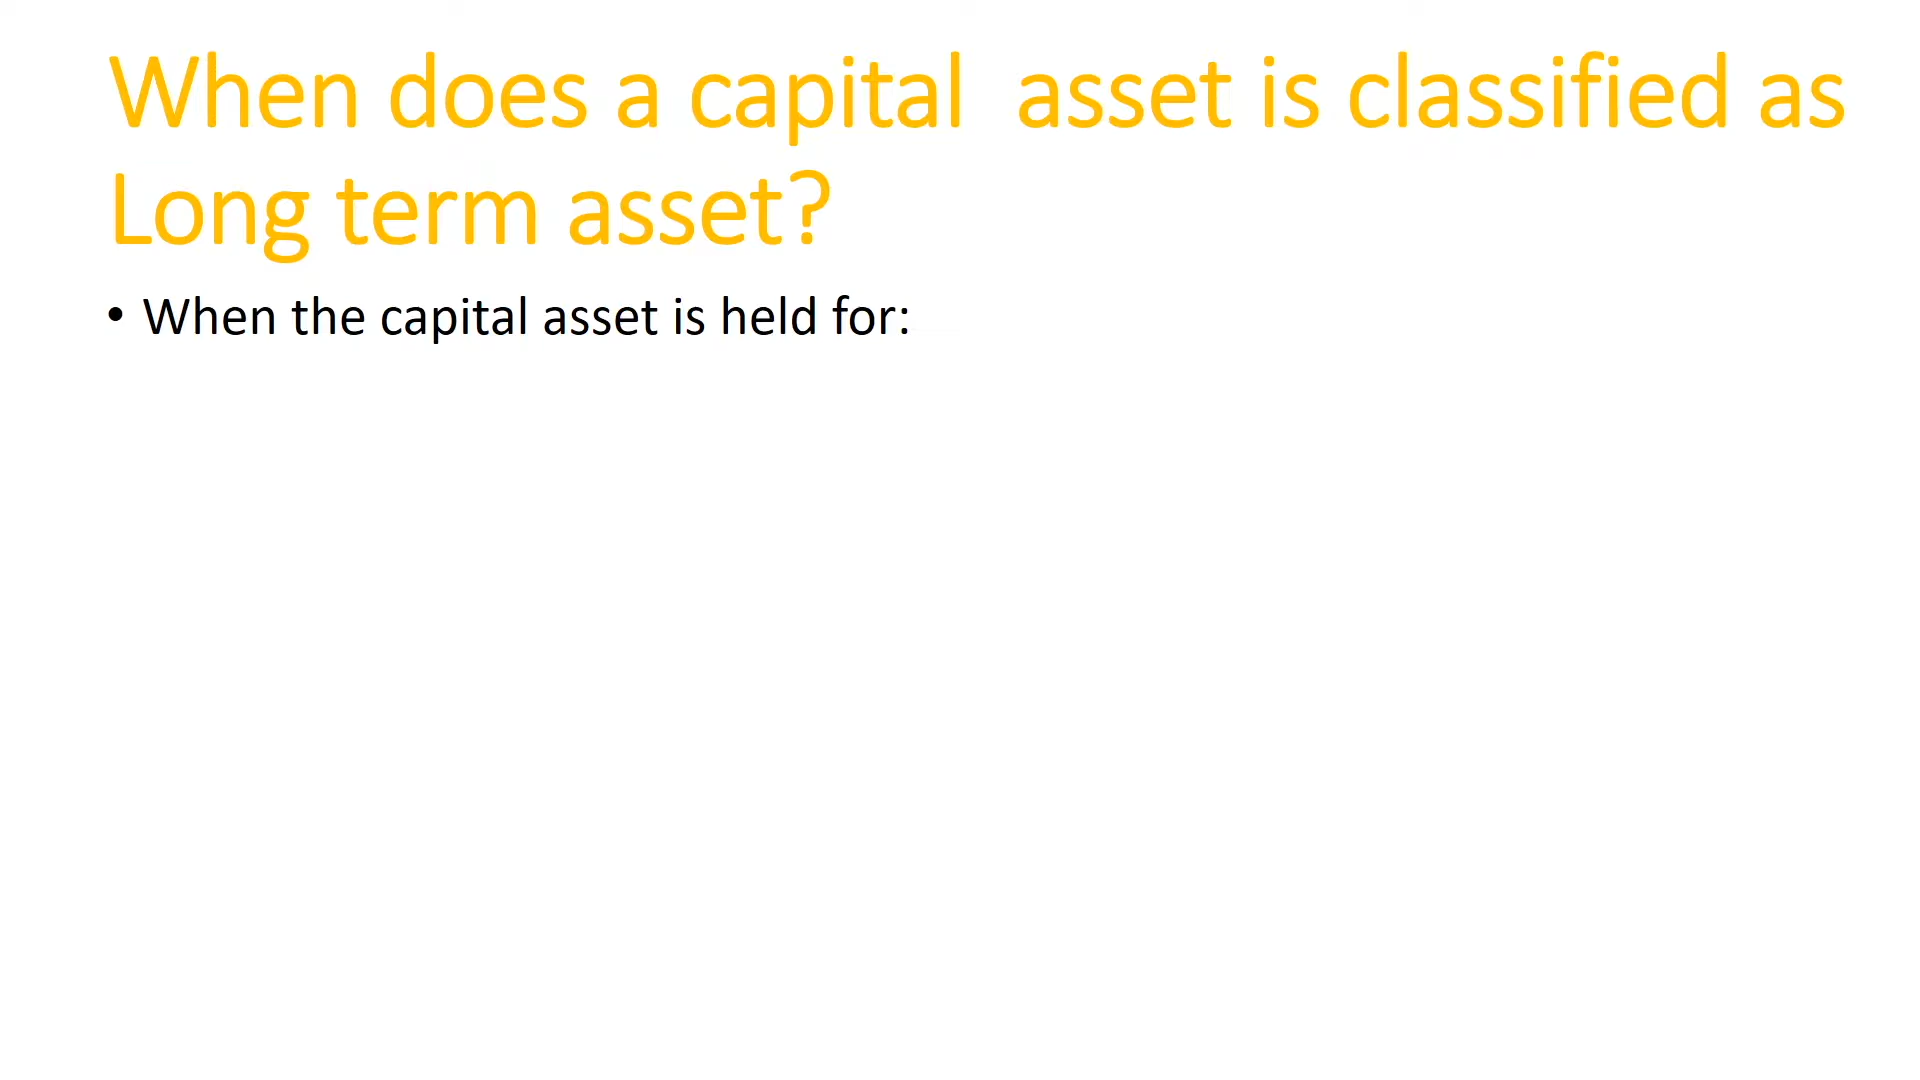 When does a capital  asset is classified as
Long term asset?
• When the capital asset is held for: